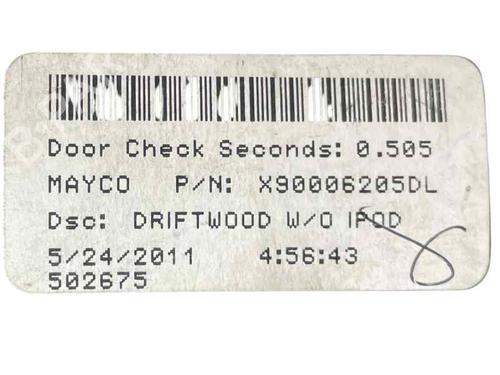 Door Check Seconds: 0.505
MAYCO P/N: X90006205DL
Dsc: DRIFTWOOD W/O IPOD
5/24/2011 4:56:43
502675